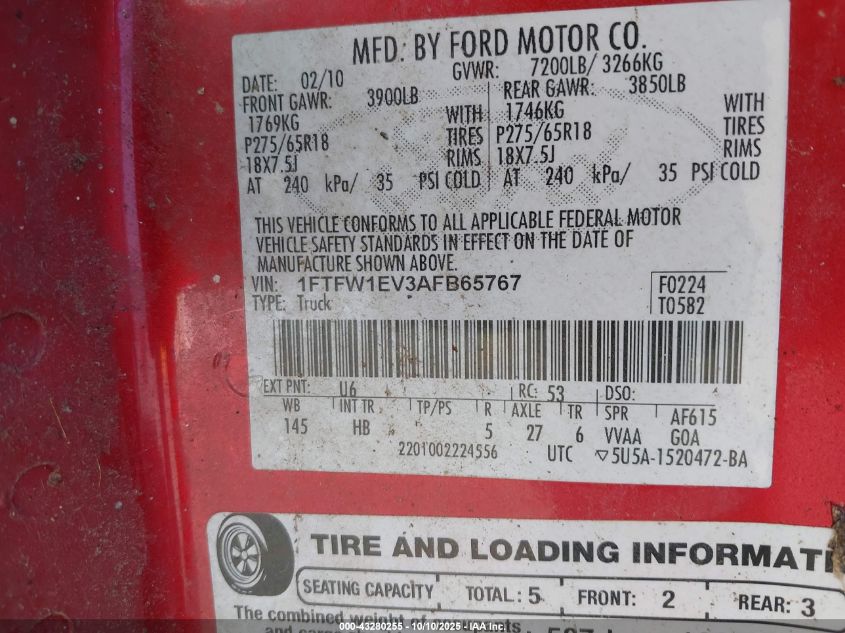 MFD. BY FORD MOTOR CO.
DATE: 02/10 GVWR: 7200LB/ 3266KG
FRONT GAWR: 3900LB REAR GAWR: 3850LB
1769KG WITH 1746KG WITH
P275/65R18 TIRES P275/65R18 TIRES
18X7.5J RIMS 18X7.5J RIMS
AT 240 kPa/ 35 PSI COLD AT 240 kPa/ 35 PSI COLD
THIS VEHICLE CONFORMS TO ALL APPLICABLE FEDERAL MOTOR
VEHICLE SAFETY STANDARDS IN EFFECT ON THE DATE OF
MANUFACTURE SHOWN ABOVE.
VIN: 1FTFW1EV3AFB65767 F0224
TYPE: Truck T0582
EXT PNT: U6 RC: 53 DSO:
WB INT TR TP/PS R AXLE TR SPR AF615
145 HB 5 27 6 VVAA GOA
2201002224556 UTC ▽5U5A-1520472-BA
TIRE AND LOADING INFORMATI
SEATING CAPACITY TOTAL: 5 FRONT: 2 REAR: 3
The combined weight of
000-43280255 - 10/10/2025 - IAA Inc.